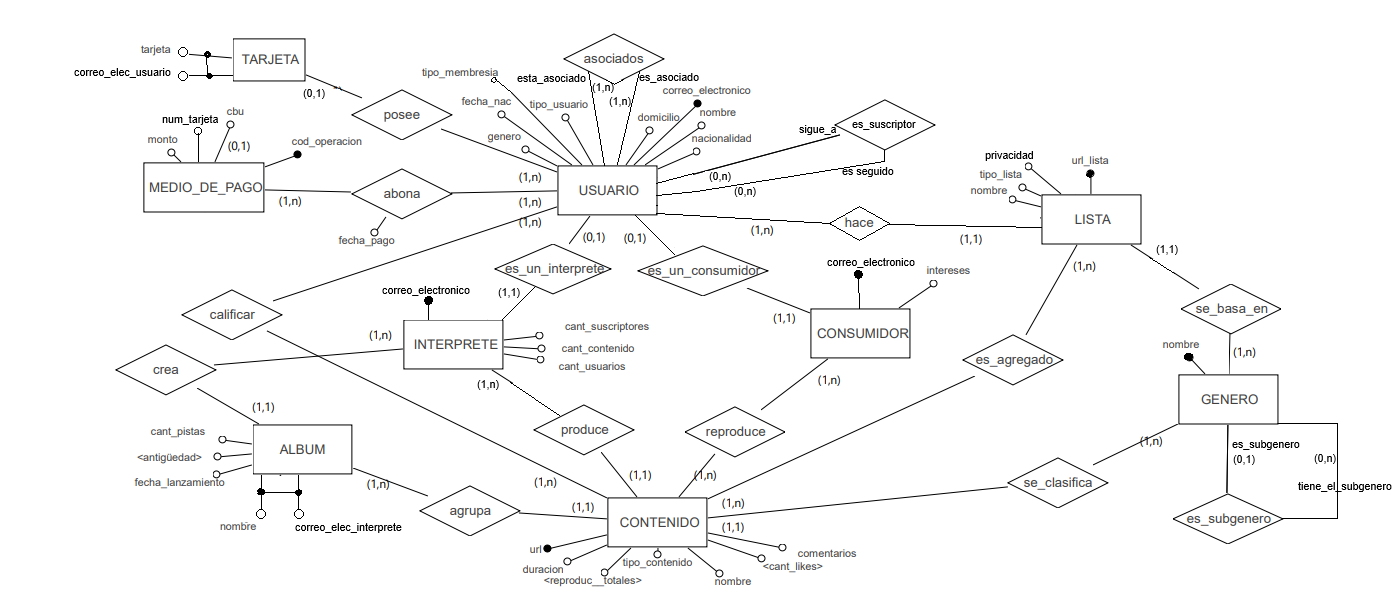 tarjeta
correo_elec_usuario
TARJETA
(0,1)
posee
num_tarjeta
cbu
monto
(0,1)
cod_operacion
MEDIO_DE_PAGO
(1,n)
abona
fecha_pago
asociados
tipo_membresia
esta_asociado
es_asociado
(1,n)
(1,n)
fecha_nac
tipo_usuario
correo_electronico
nombre
domicilio
genero
nacionalidad
(1,n)
(1,n)
(1,n)
USUARIO
sigue_a
es_suscriptor
es seguido
(0,n)
(0,n)
(1,n)
hace
(1,1)
privacidad
url_lista
tipo_lista
nombre
LISTA
(1,n)
(1,1)
se_basa_en
(1,n)
nombre
GENERO
(1,n)
es_subgenero
(0,1)
(0,n)
tiene_el_subgenero
es_subgenero
(0,1)
(0,1)
es_un_interprete
es_un_consumidor
(1,1)
(1,1)
correo_electronico
intereses
CONSUMIDOR
(1,n)
es_agregado
calificar
correo_electronico
(1,n)
INTERPRETE
cant_suscriptores
cant_contenido
cant_usuarios
(1,n)
crea
(1,1)
cant_pistas
<antigüedad>
fecha_lanzamiento
ALBUM
nombre
correo_elec_interprete
(1,n)
agrupa
(1,1)
produce
(1,1)
reproduce
(1,n)
(1,n)
(1,n)
(1,1)
se_clasifica
CONTENIDO
url
duracion
<reproduc__totales>
tipo_contenido
nombre
<cant_likes>
comentarios